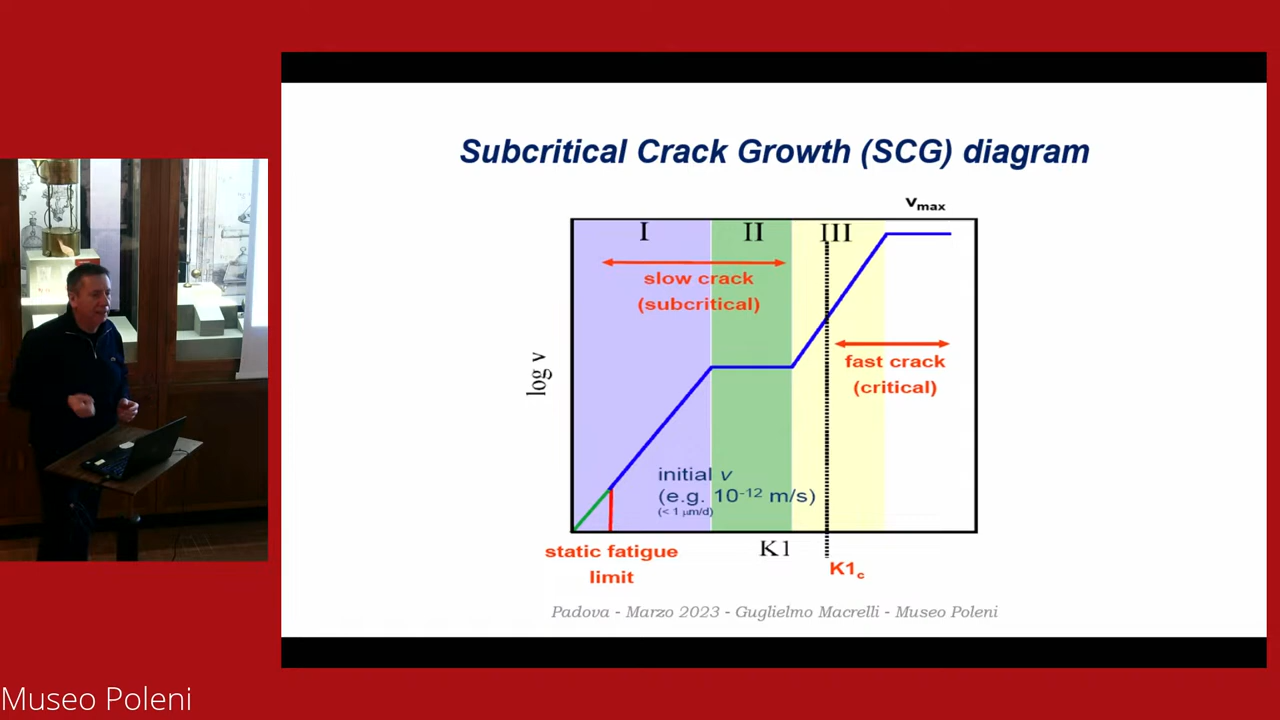 Subcritical Crack Growth (SCG) diagram
vmax
I II III
slow crack
(subcritical)
fast crack
(critical)
log v
initial v
(e.g. 10-12 m/s)
(< 1 µm/d)
static fatigue
limit
K1
K1c
Padova - Marzo 2023 - Guglielmo Macrelli - Museo Poleni
Museo Poleni